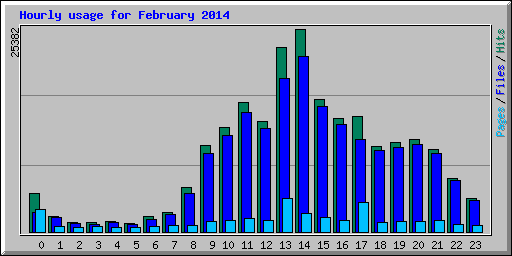 Hourly usage for February 2014
25382
Pages/Files/Hits
0 1 2 3 4 5 6 7 8 9 10 11 12 13 14 15 16 17 18 19 20 21 22 23